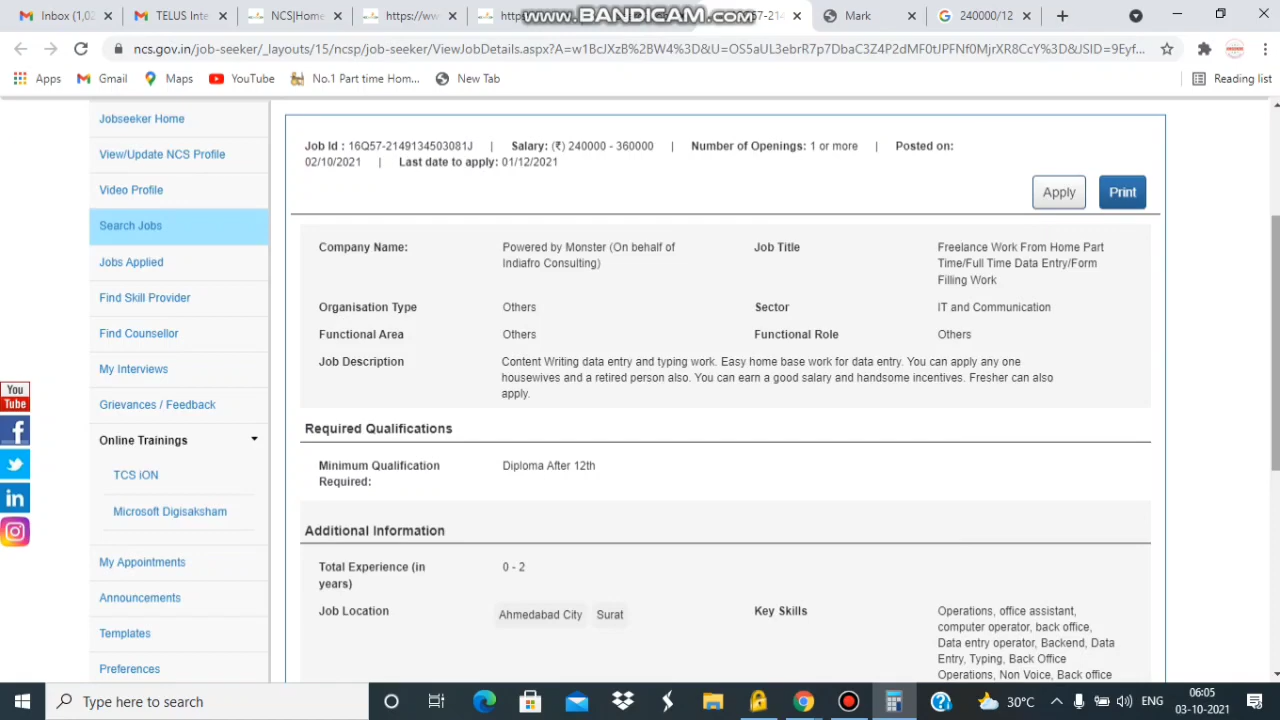 Inbox (1,02
TELUS Inte
NCS|Home
https://ww
http
57-214
Mark
240000/12
www.BANDICAM.com
ncs.gov.in/job-seeker/_layouts/15/ncsp/job-seeker/ViewJobDetails.aspx?A=w1BcJXzB%2BW4%3D&U=OS5aUL3ebrR7p7DbaC3Z4P2dMF0tJPFNf0MjrXR8CcY%3D&JSID=9Eyf...
Apps
Gmail
Maps
YouTube
No.1 Part time Hom...
New Tab
Reading list
Jobseeker Home
View/Update NCS Profile
Video Profile
Search Jobs
Jobs Applied
Find Skill Provider
Find Counsellor
My Interviews
Grievances / Feedback
Online Trainings
TCS iON
Microsoft Digisaksham
My Appointments
Announcements
Templates
Preferences
You
Tube
Job Id : 16Q57-2149134503081J | Salary: (₹) 240000 - 360000 | Number of Openings: 1 or more | Posted on:
02/10/2021 | Last date to apply: 01/12/2021
Apply
Print
Company Name:
Powered by Monster (On behalf of
Indiafro Consulting)
Job Title
Freelance Work From Home Part
Time/Full Time Data Entry/Form
Filling Work
Organisation Type
Others
Sector
IT and Communication
Functional Area
Others
Functional Role
Others
Job Description
Content Writing data entry and typing work. Easy home base work for data entry. You can apply any one
housewives and a retired person also. You can earn a good salary and handsome incentives. Fresher can also
apply.
Required Qualifications
Minimum Qualification
Required:
Diploma After 12th
Additional Information
Total Experience (in
years)
0 - 2
Job Location
Ahmedabad City
Surat
Key Skills
Operations, office assistant,
computer operator, back office,
Data entry operator, Backend, Data
Entry, Typing, Back Office
Operations, Non Voice, Back office
Type here to search
30°C
ENG
06:05
03-10-2021